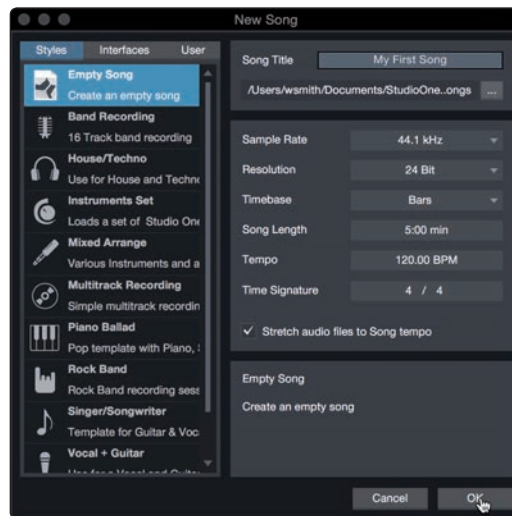 New Song
Styles Interfaces User
Empty Song
Create an empty song
Band Recording
16 Track band recording
House/Techno
Use for House and Techno
Instruments Set
Loads a set of Studio One
Mixed Arrange
Various Instruments and a
Multitrack Recording
Simple multitrack recordin
Piano Ballad
Pop template with Piano,
Rock Band
Rock Band recording sess
Singer/Songwriter
Template for Guitar & Voc
Vocal + Guitar
Song Title My First Song
/Users/wsmith/Documents/StudioOne..ongs ...
Sample Rate 44.1 kHz
Resolution 24 Bit
Timebase Bars
Song Length 5:00 min
Tempo 120.00 BPM
Time Signature 4 / 4
Stretch audio files to Song tempo
Empty Song
Create an empty song
Cancel OK